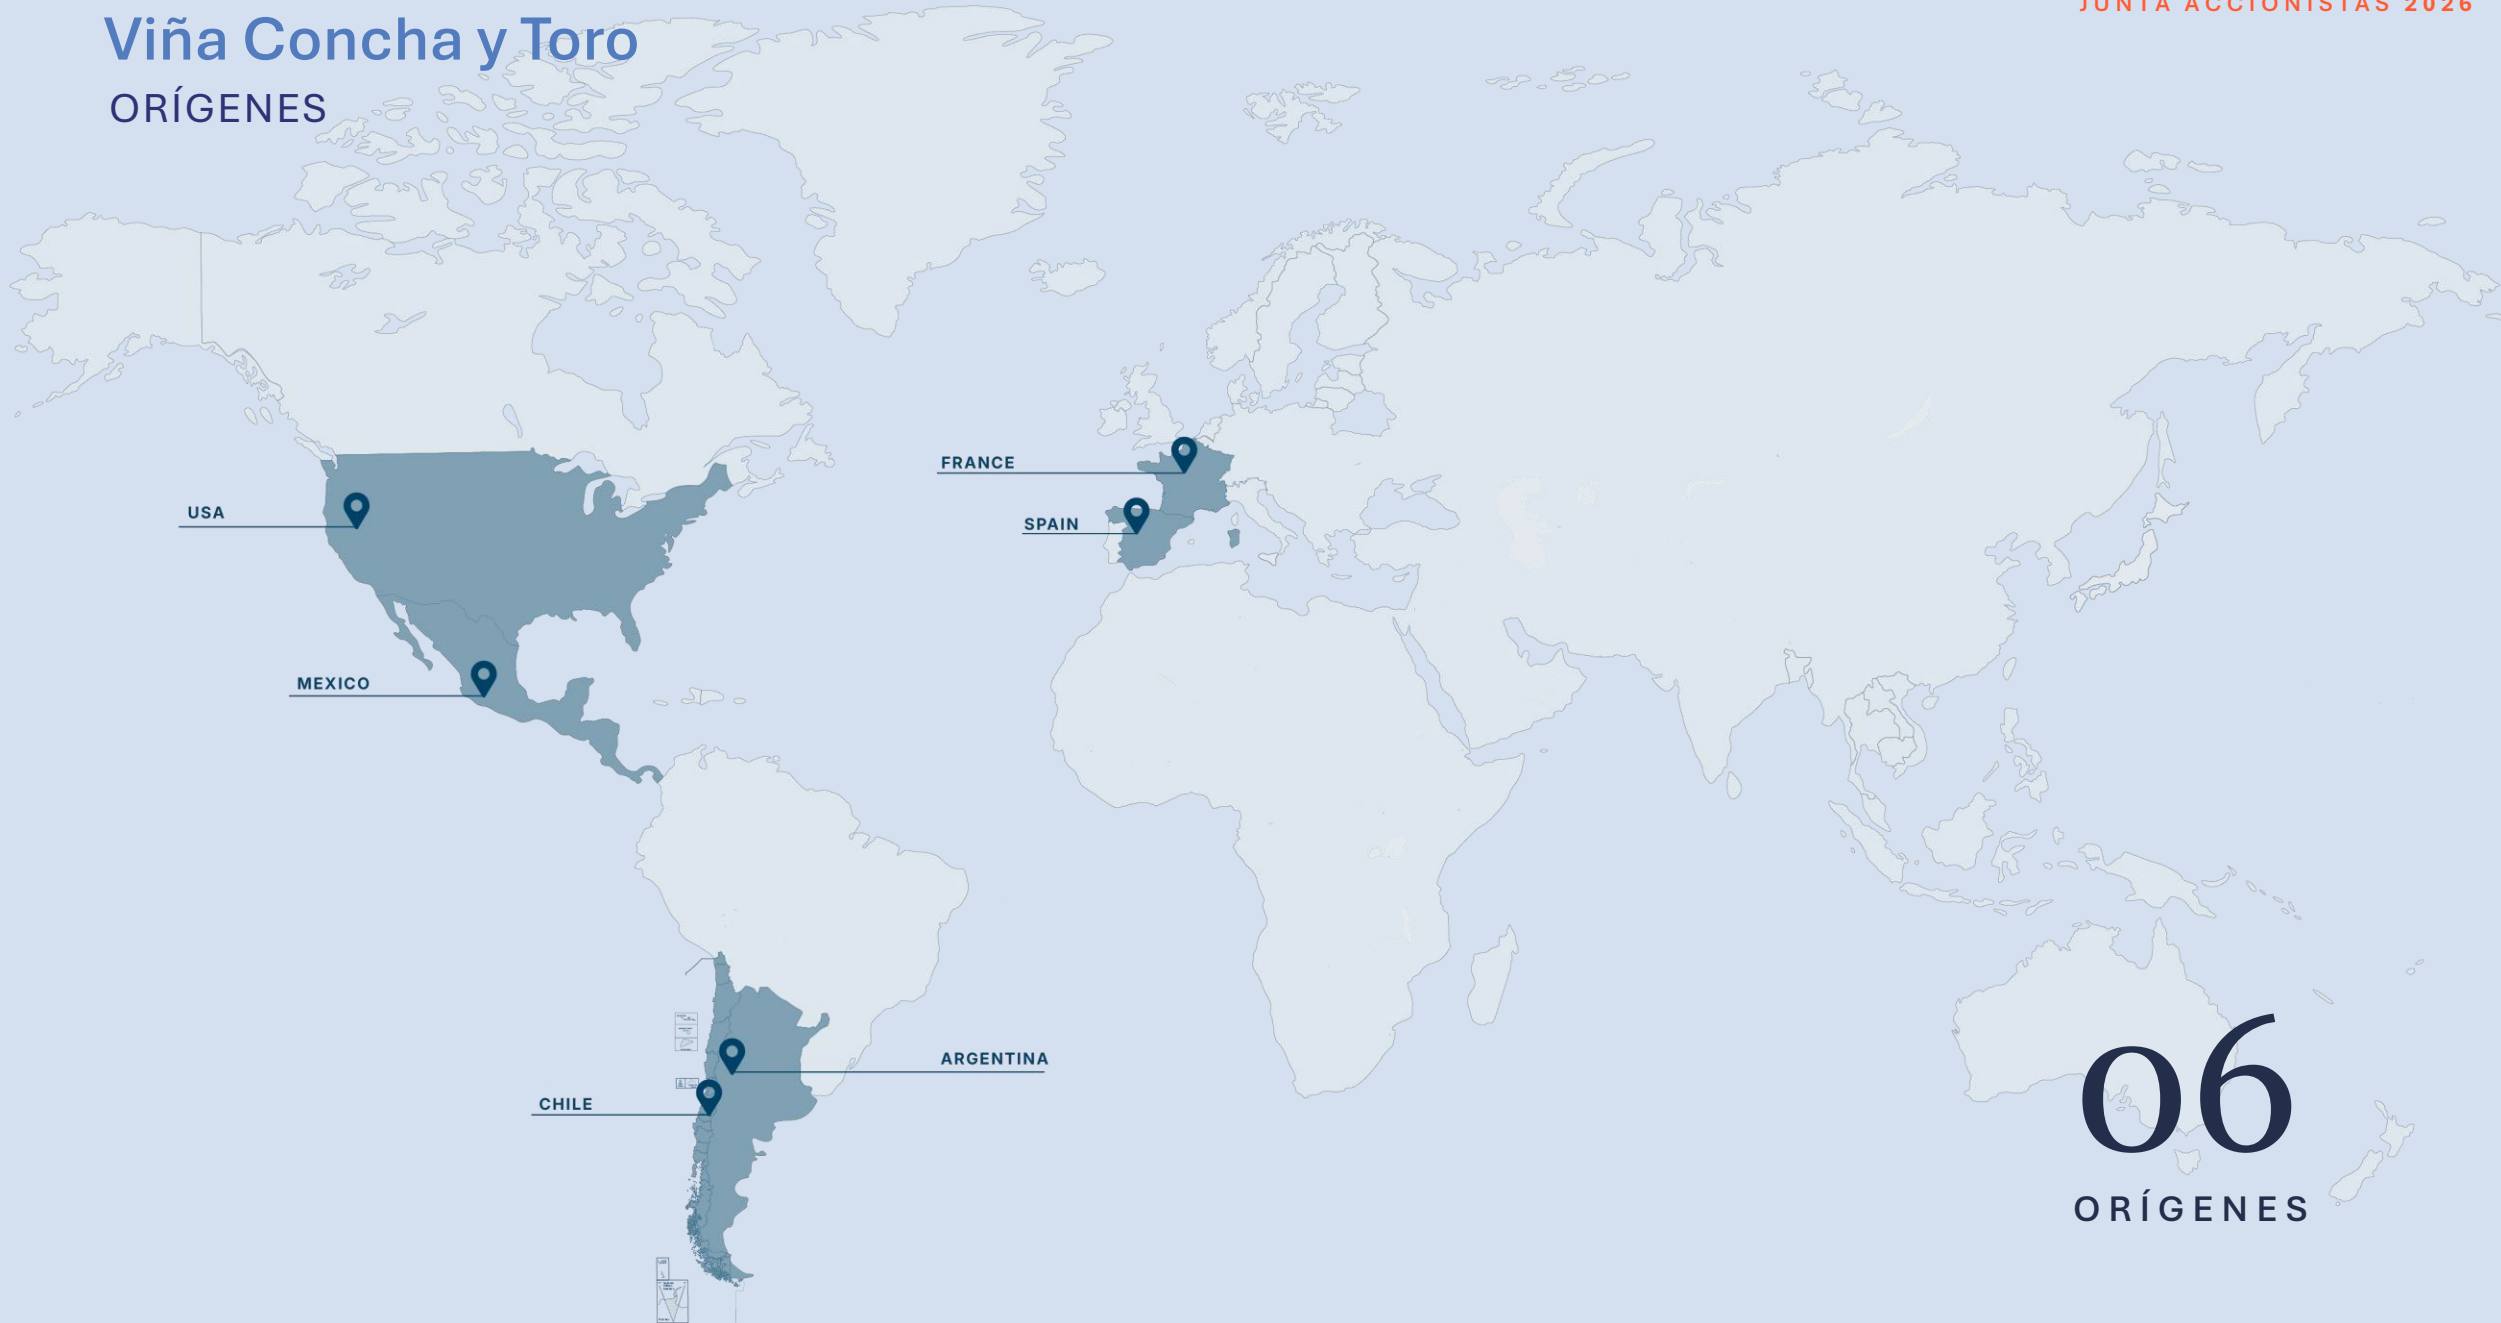 JUNTA ACCIONISTAS 2026
Viña Concha y Toro
ORÍGENES
FRANCE
USA
SPAIN
MEXICO
ARGENTINA
CHILE
06
ORÍGENES